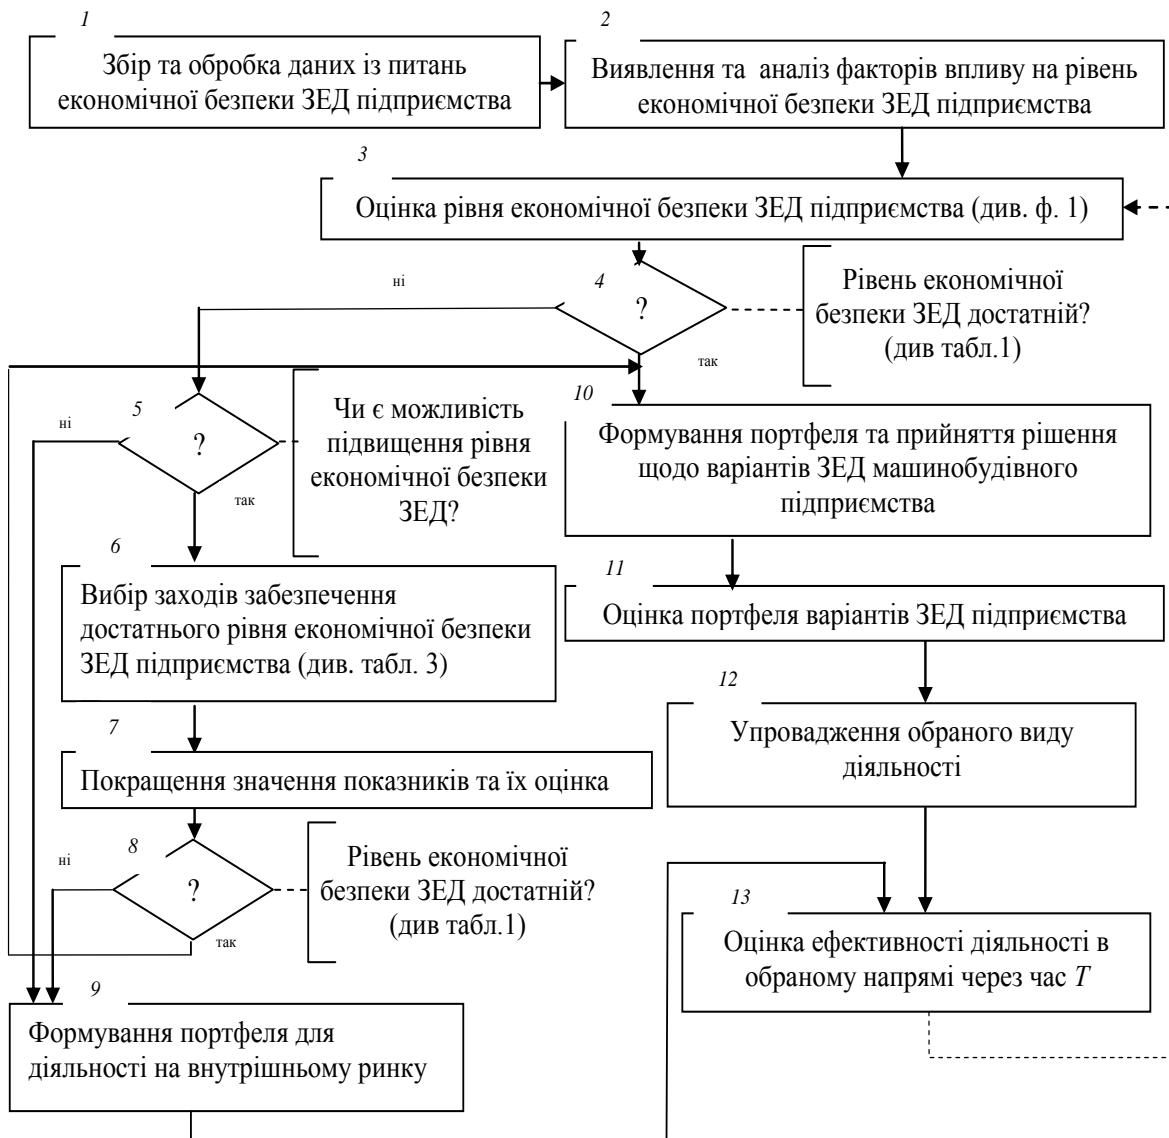 1
Збір та обробка даних із питань
економічної безпеки ЗЕД підприємства
2
Виявлення та аналіз факторів впливу на рівень
економічної безпеки ЗЕД підприємства
3
Оцінка рівня економічної безпеки ЗЕД підприємства (див. ф. 1)
4
?
ні
так
Рівень економічної
безпеки ЗЕД достатній?
(див табл.1)
5
?
ні
так
Чи є можливість
підвищення рівня
економічної безпеки
ЗЕД?
10
Формування портфеля та прийняття рішення
щодо варіантів ЗЕД машинобудівного
підприємства
6
Вибір заходів забезпечення
достатнього рівня економічної безпеки
ЗЕД підприємства (див. табл. 3)
11
Оцінка портфеля варіантів ЗЕД підприємства
7
Покращення значення показників та їх оцінка
12
Упровадження обраного виду
діяльності
8
?
ні
так
Рівень економічної
безпеки ЗЕД достатній?
(див табл.1)
13
Оцінка ефективності діяльності в
обраному напрямі через час T
9
Формування портфеля для
діяльності на внутрішньому ринку